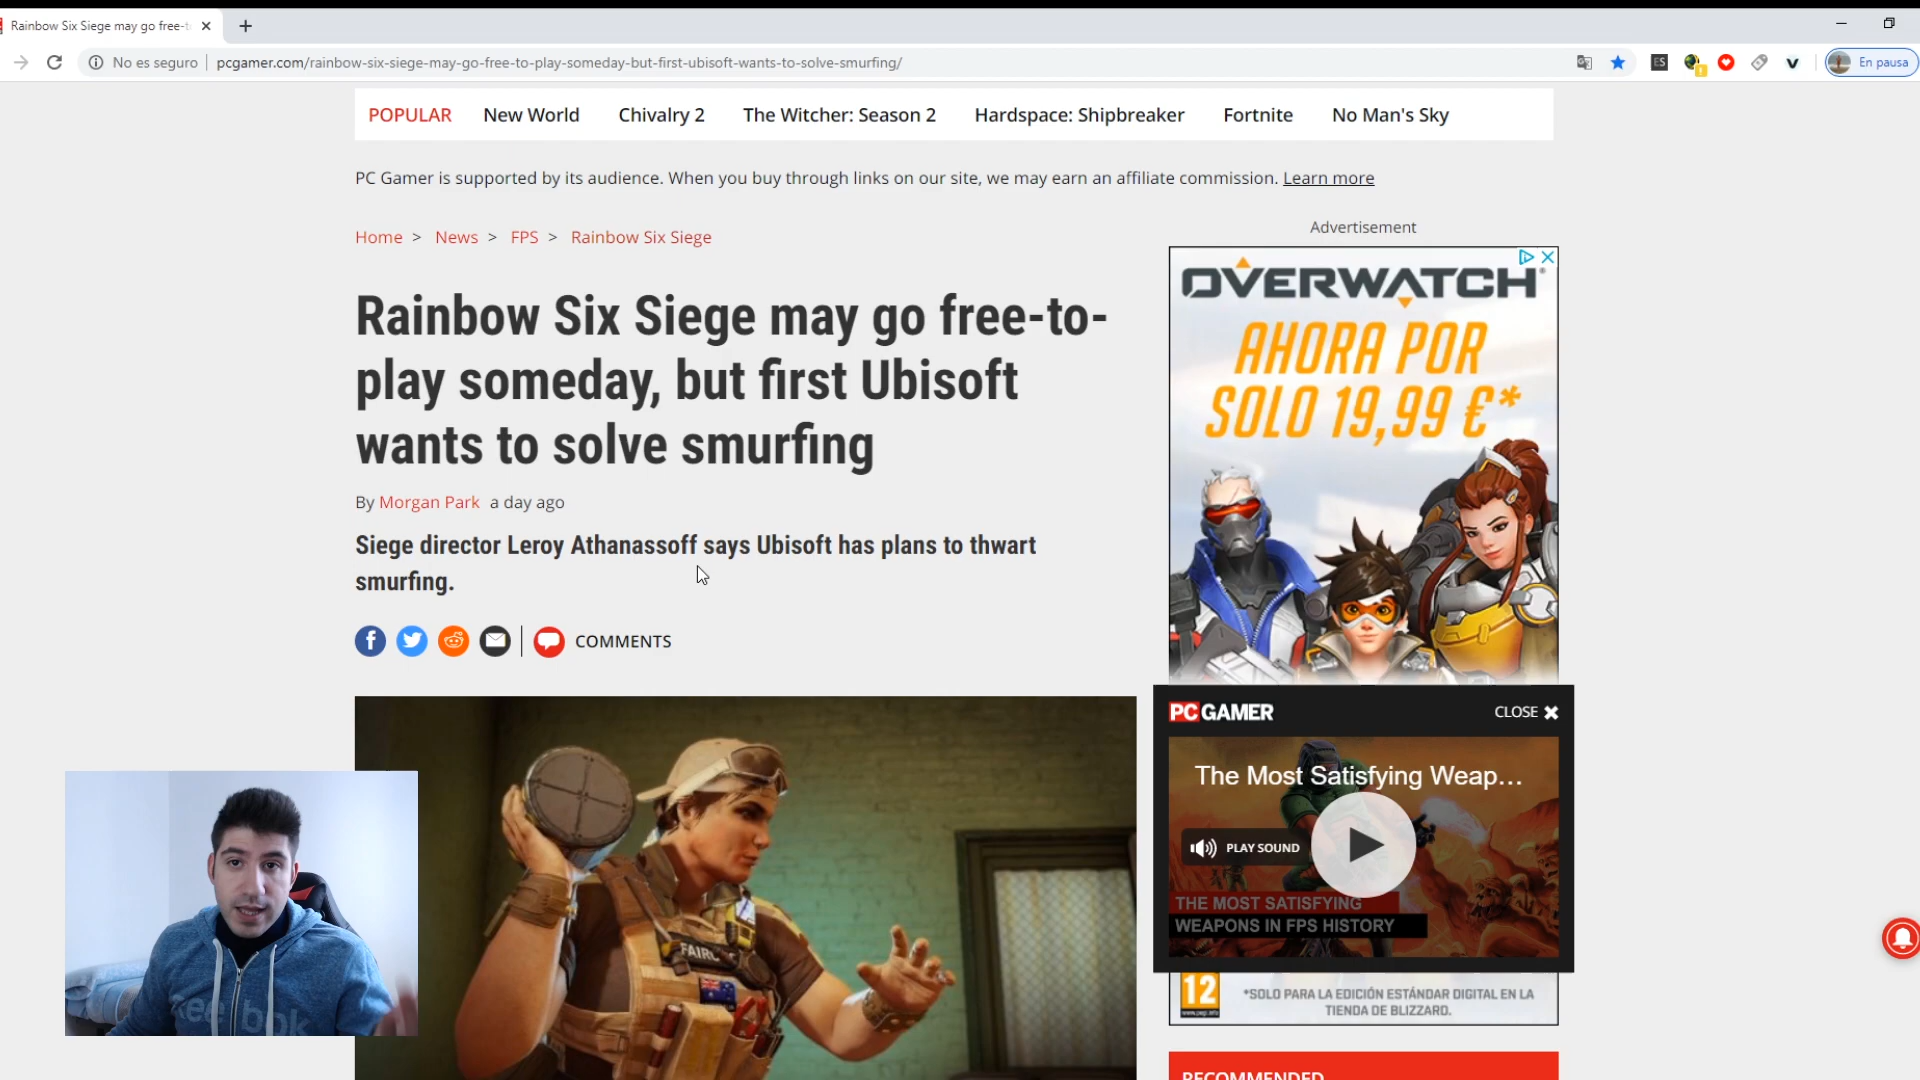 Rainbow Six Siege may go free-t
No es seguro
pcgamer.com/rainbow-six-siege-may-go-free-to-play-someday-but-first-ubisoft-wants-to-solve-smurfing/
ES
En pausa
POPULAR New World Chivalry 2 The Witcher: Season 2 Hardspace: Shipbreaker Fortnite No Man's Sky
PC Gamer is supported by its audience. When you buy through links on our site, we may earn an affiliate commission. Learn more
Home > News > FPS > Rainbow Six Siege
Rainbow Six Siege may go free-to-
play someday, but first Ubisoft
wants to solve smurfing
By Morgan Park a day ago
Siege director Leroy Athanassoff says Ubisoft has plans to thwart
smurfing.
COMMENTS
FAIRC
Reebok
Advertisement
OVERWATCH
AHORA POR
SOLO 19,99 €*
PC GAMER
CLOSE
The Most Satisfying Weap...
PLAY SOUND
THE MOST SATISFYING
WEAPONS IN FPS HISTORY
12
www.pegi.info
*SOLO PARA LA EDICIÓN ESTÁNDAR DIGITAL EN LA
TIENDA DE BLIZZARD.
RECOMMENDED